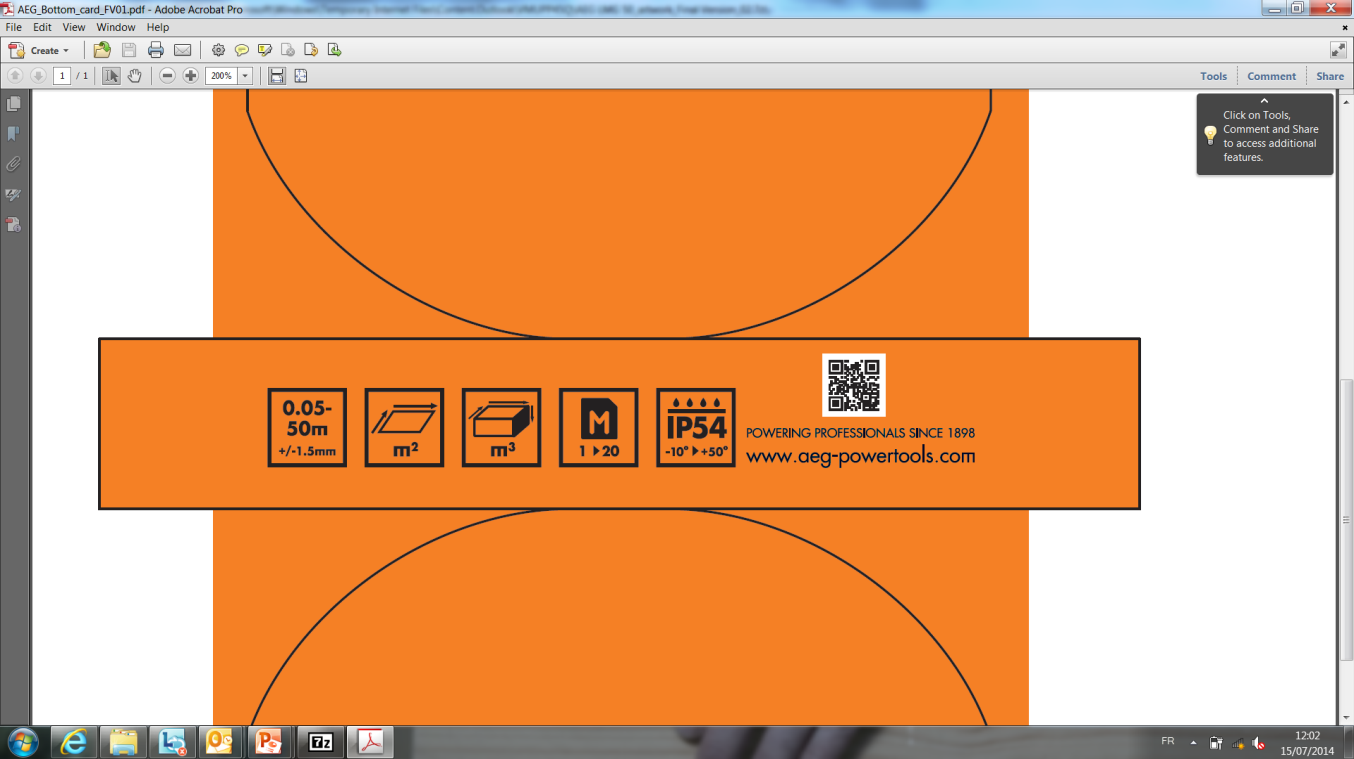 AEG_Bottom_card_FV01.pdf - Adobe Acrobat Pro
File Edit View Window Help
Create
1 / 1
200%
Tools Comment Share
Click on Tools,
Comment and Share
to access additional
features.
0.05-
50m
+/-1.5mm
m²
m³
M
1 20
IP54
-10° +50°
POWERING PROFESSIONALS SINCE 1898
www.aeg-powertools.com
7z
FR
12:02
15/07/2014